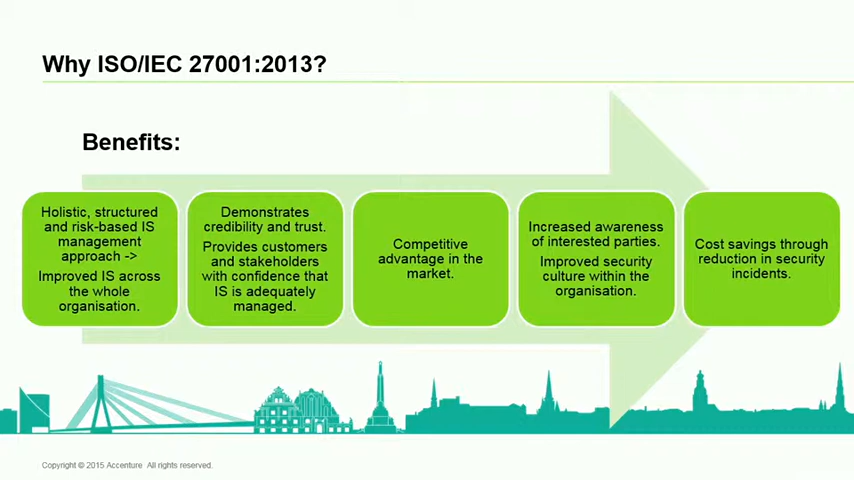 Why ISO/IEC 27001:2013?
Benefits:
Holistic, structured
and risk-based IS
management
approach ->
Improved IS across
the whole
organisation.
Demonstrates
credibility and trust.
Provides customers
and stakeholders
with confidence that
IS is adequately
managed.
Competitive
advantage in the
market.
Increased awareness
of interested parties.
Improved security
culture within the
organisation.
Cost savings through
reduction in security
incidents.
Copyright © 2015 Accenture All rights reserved.